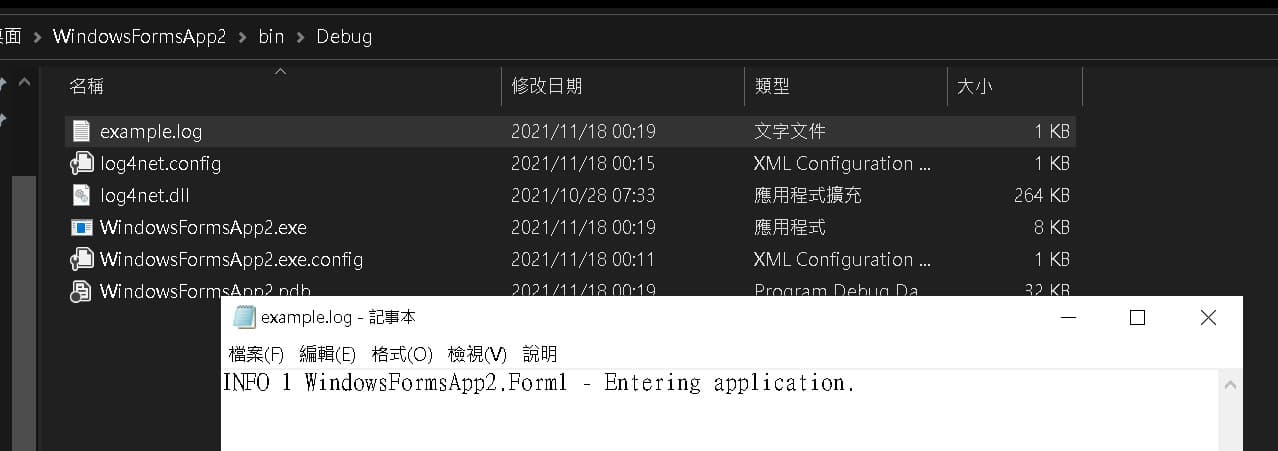 桌面 > WindowsFormsApp2 > bin > Debug
名稱 修改日期 類型 大小
example.log 2021/11/18 00:19 文字文件 1 KB
log4net.config 2021/11/18 00:15 XML Configuration ... 1 KB
log4net.dll 2021/10/28 07:33 應用程式擴充 264 KB
WindowsFormsApp2.exe 2021/11/18 00:19 應用程式 8 KB
WindowsFormsApp2.exe.config 2021/11/18 00:11 XML Configuration ... 1 KB
WindowsFormsApp2.pdb 2021/11/18 00:19 Program Debug Da... 32 KB
example.log - 記事本
檔案(F) 編輯(E) 格式(O) 檢視(V) 說明
INFO 1 WindowsFormsApp2.Form1 - Entering application.